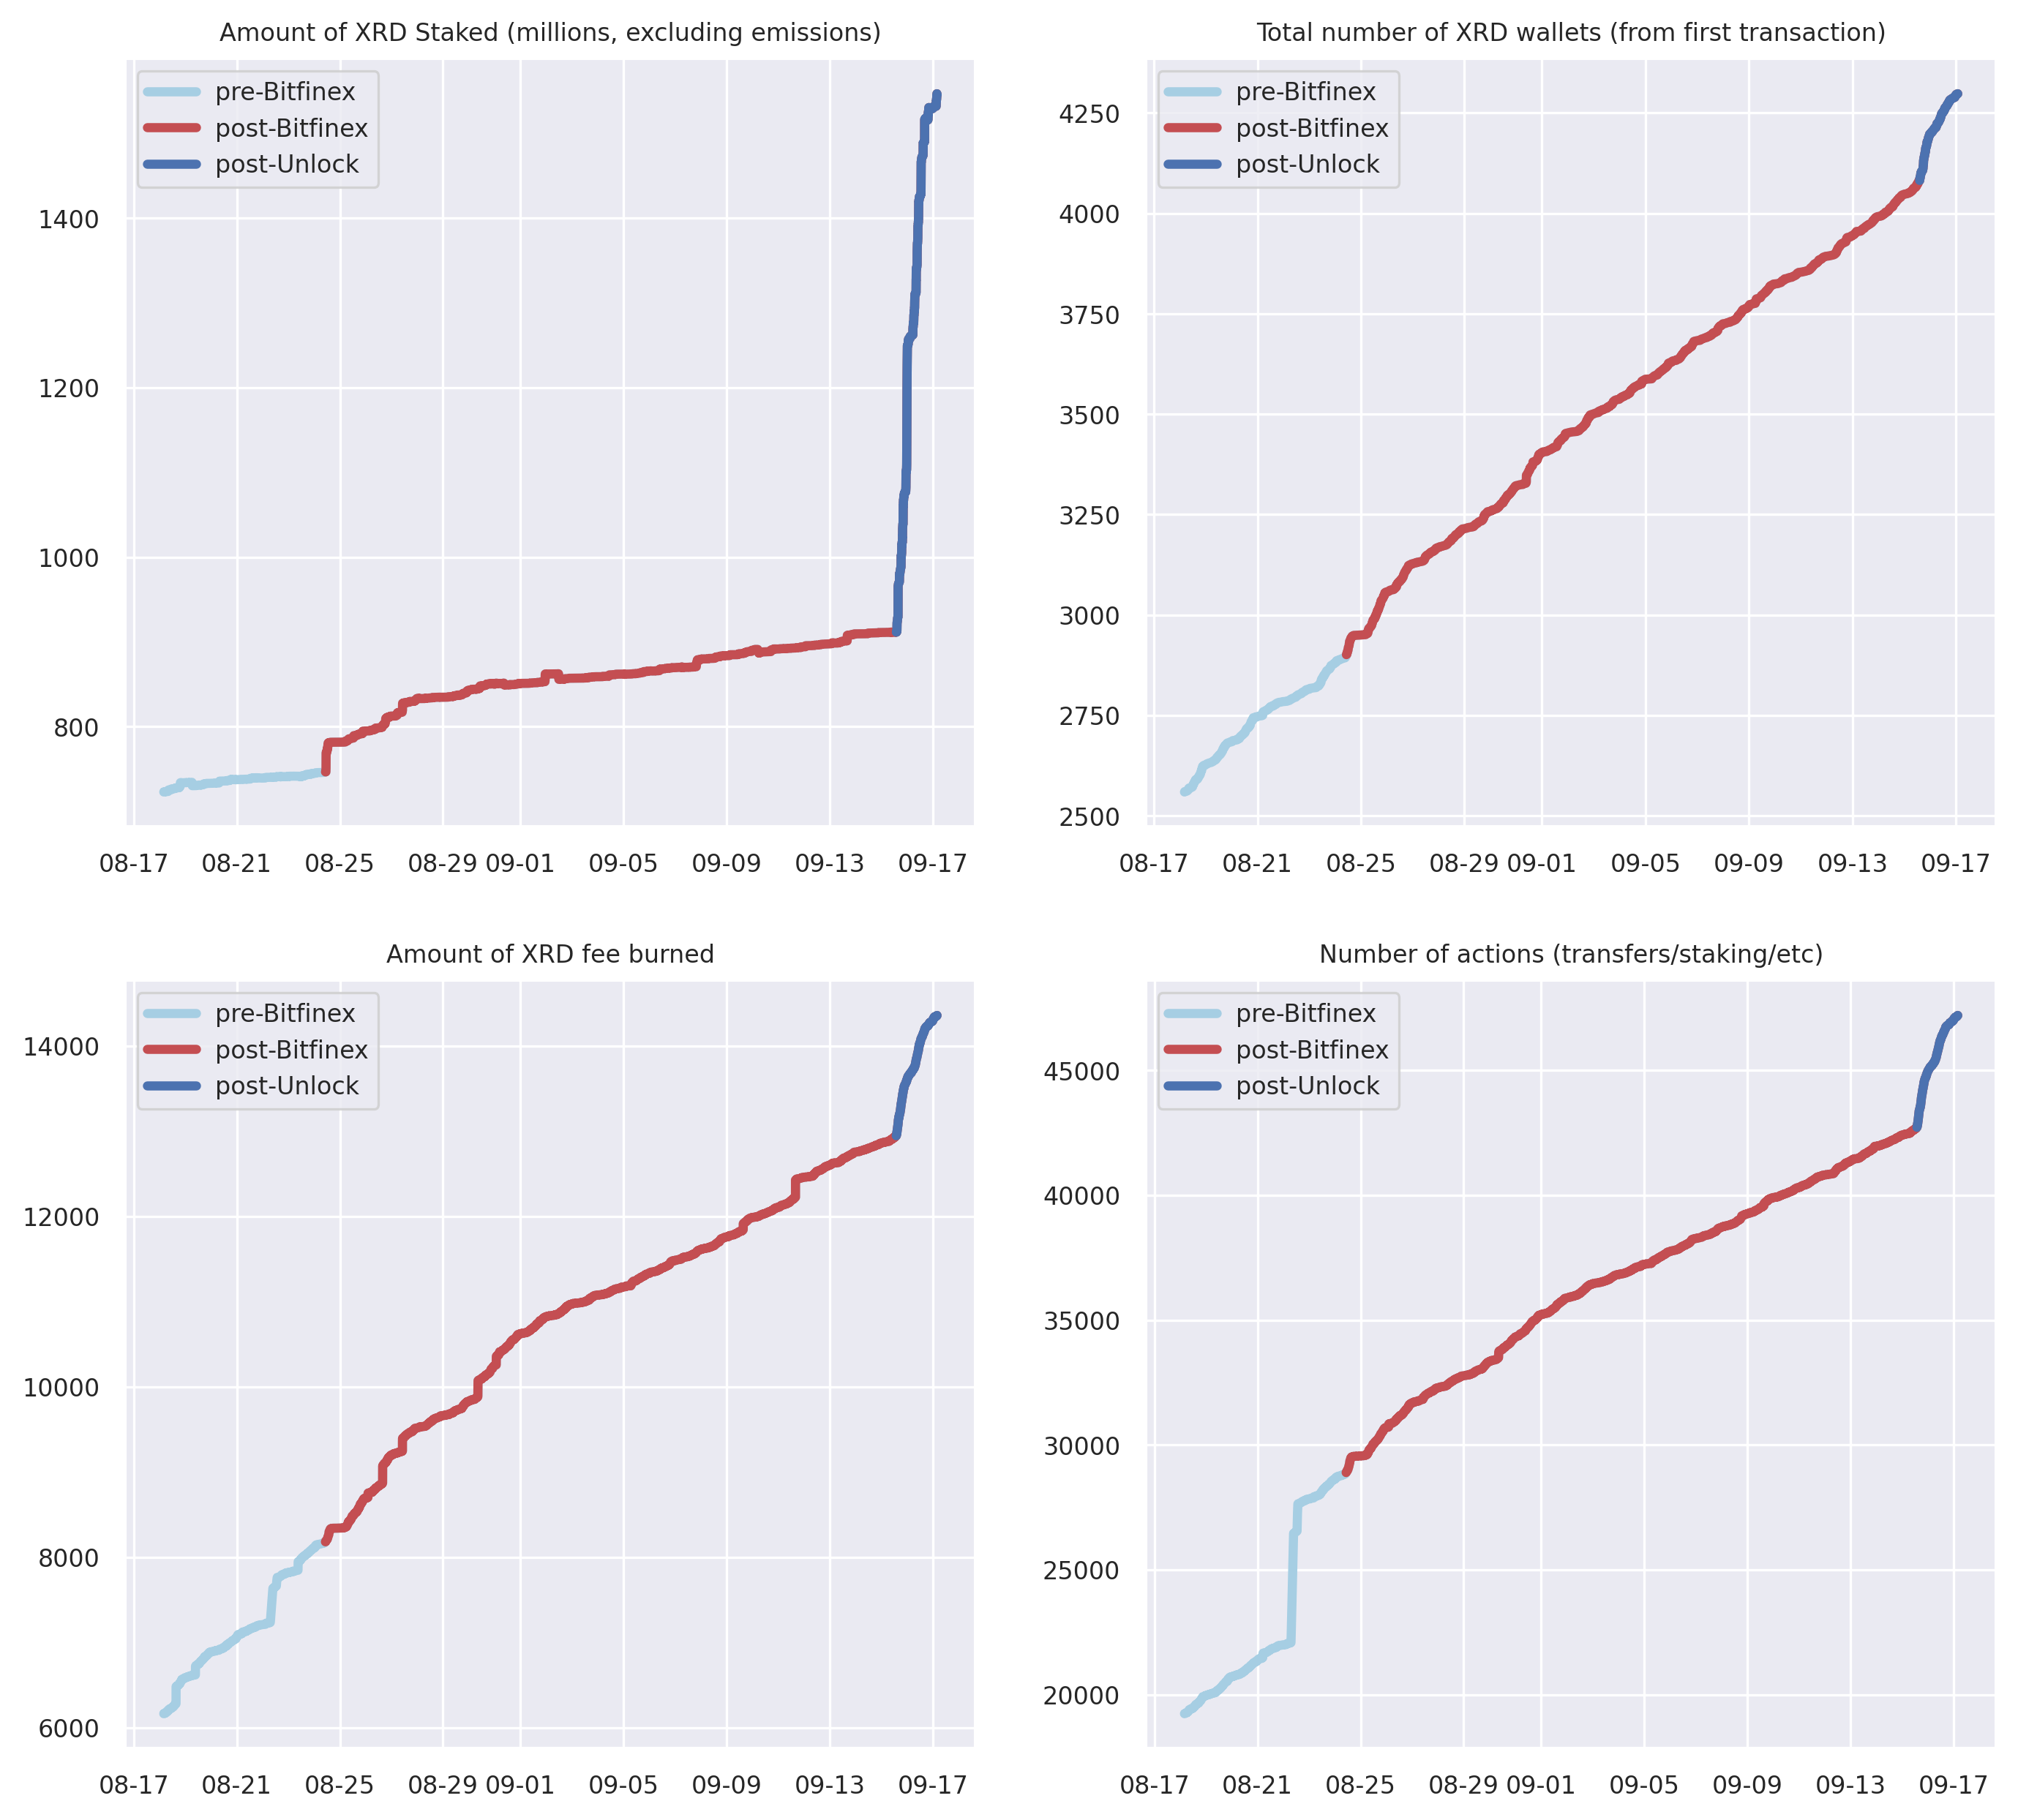 Amount of XRD Staked (millions, excluding emissions)
pre-Bitfinex
post-Bitfinex
post-Unlock
1400
1200
1000
800
08-17 08-21 08-25 08-29 09-01 09-05 09-09 09-13 09-17
Total number of XRD wallets (from first transaction)
pre-Bitfinex
post-Bitfinex
post-Unlock
4250
4000
3750
3500
3250
3000
2750
2500
08-17 08-21 08-25 08-29 09-01 09-05 09-09 09-13 09-17
Amount of XRD fee burned
pre-Bitfinex
post-Bitfinex
post-Unlock
14000
12000
10000
8000
6000
08-17 08-21 08-25 08-29 09-01 09-05 09-09 09-13 09-17
Number of actions (transfers/staking/etc)
pre-Bitfinex
post-Bitfinex
post-Unlock
45000
40000
35000
30000
25000
20000
08-17 08-21 08-25 08-29 09-01 09-05 09-09 09-13 09-17